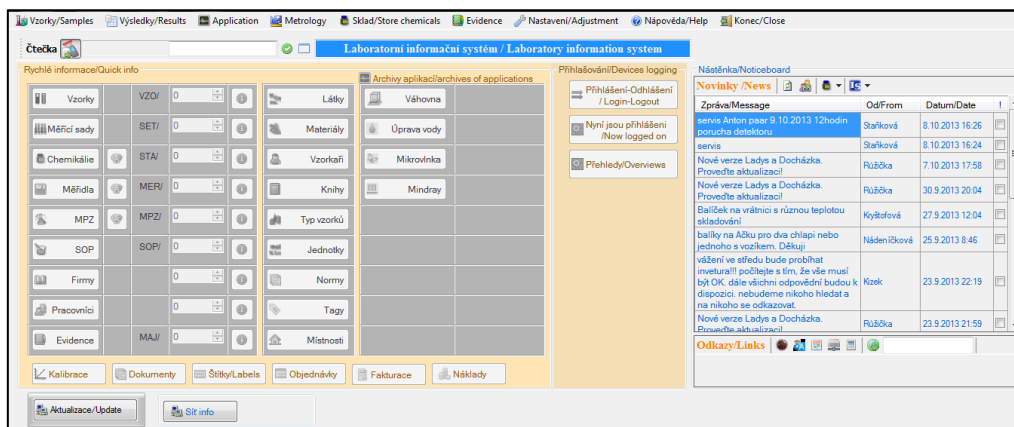 Vzorky/Samples Výsledky/Results Application Metrology Sklad/Store chemicals Evidence Nastavení/Adjustment Nápověda/Help Konec/Close
Čtečka
Laboratorní informační systém / Laboratory information system
Rychlé informace/Quick info
Archivy aplikací/archives of applications
Vzorky VZO/ 0 Látky Váhovna
Měřící sady SET/ 0 Materiály Úprava vody
Chemikálie STA/ 0 Vzorkaři Mikrovlnka
Měřidla MER/ 0 Knihy Mindray
MPZ MPZ/ 0 Typ vzorků
SOP SOP/ 0 Jednotky
Firmy 0 Normy
Pracovníci 0 Tagy
Evidence MAJ/ 0 Místnosti
Kalibrace Dokumenty Štítky/Labels Objednávky Fakturace Náklady
Aktualizace/Update Síť info
Přihlašování/Devices logging
Přihlášení-Odhlášení
/ Login-Logout
Nyní jsou přihlášeni
/Now logged on
Přehledy/Overviews
Nástěnka/Noticeboard
Novinky /News
Zpráva/Message Od/From Datum/Date !
servis Anton paar 9.10.2013 12hodin
porucha detektoru Staňková 8.10.2013 16:26
servis Staňková 8.10.2013 16:24
Nové verze Ladys a Docházka.
Proveďte aktualizaci! Růžička 7.10.2013 17:58
Nové verze Ladys a Docházka.
Proveďte aktualizaci! Růžička 30.9.2013 20:04
Balíček na vrátnici s různou teplotou
skladování Kryštofová 27.9.2013 12:04
balíky na Ačku pro dva chlapi nebo
jednoho s vozíkem. Děkuji Nádeníčková 25.9.2013 8:46
vážení ve středu bude probíhat
invetura!!! počítejte s tím, že vše musí
být OK. dále všichni odpovědní budou k
dispozici. nebudeme nikoho hledat a
na nikoho se odkazovat. Kizek 23.9.2013 22:19
Nové verze Ladys a Docházka.
Proveďte aktualizaci! Růžička 23.9.2013 21:59
Odkazy/Links